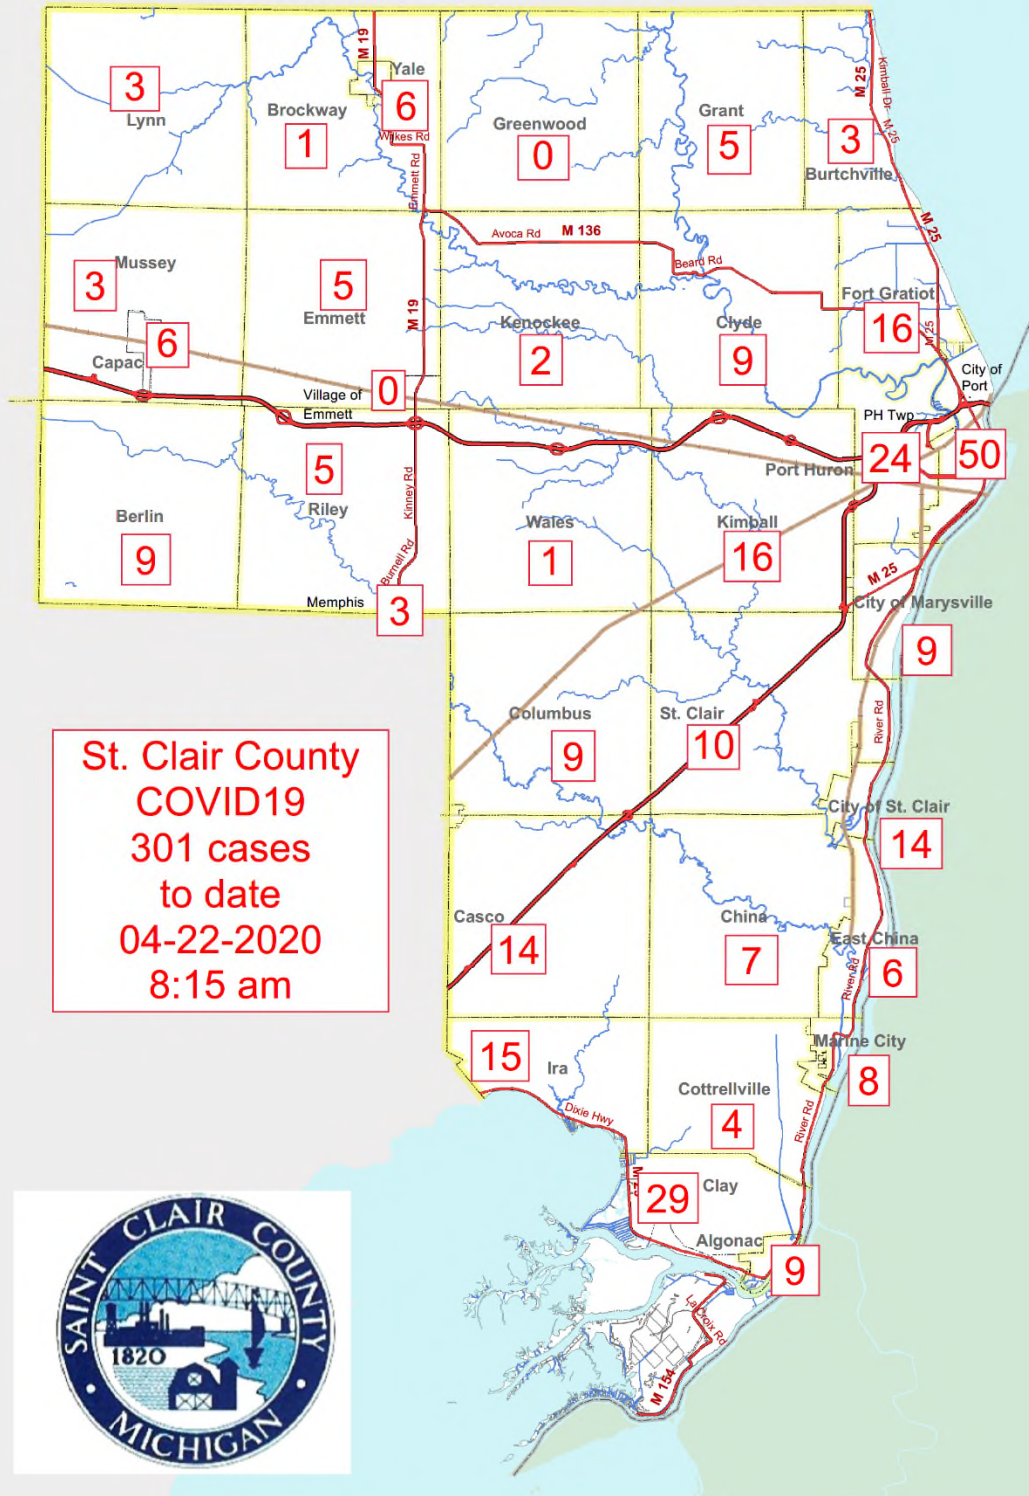 M 19
Yale
3
Lynn
6
Brockway
1
Wilkes Rd
Emmett Rd
Greenwood
0
Grant
5
M 25
Kimball Dr
M 25
3
Burtchville
M 25
Avoca Rd
M 136
Beard Rd
Mussey
3
5
Emmett
M 19
Kenockee
2
Clyde
9
Fort Gratiot
16
M 25
6
Capac
Village of
Emmett
0
City of
Port
PH Twp
Port Huron
24
50
5
Riley
Kinney Rd
Berlin
9
Wales
1
Kimball
16
Burnell Rd
Memphis
3
M 25
City of Marysville
9
Columbus
9
St. Clair
10
River Rd
St. Clair County
COVID19
301 cases
to date
04-22-2020
8:15 am
City of St. Clair
14
Casco
14
China
7
East China
6
River Rd
15
Ira
Marine City
8
Dixie Hwy
Cottrellville
4
River Rd
29
Clay
Algonac
9
La Croix Rd
M 154
SAINT CLAIR COUNTY
1820
MICHIGAN